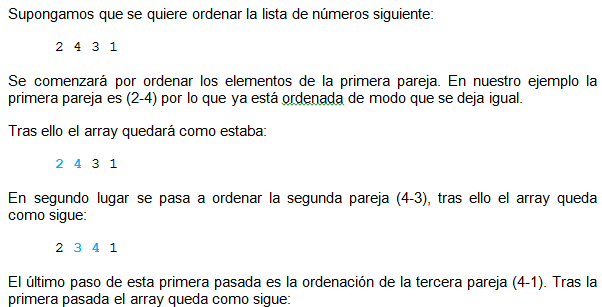 Supongamos que se quiere ordenar la lista de números siguiente:
2 4 3 1
Se comenzará por ordenar los elementos de la primera pareja. En nuestro ejemplo la
primera pareja es (2-4) por lo que ya está ordenada de modo que se deja igual.
Tras ello el array quedará como estaba:
2 4 3 1
En segundo lugar se pasa a ordenar la segunda pareja (4-3), tras ello el array queda
como sigue:
2 3 4 1
El último paso de esta primera pasada es la ordenación de la tercera pareja (4-1). Tras la
primera pasada el array queda como sigue: